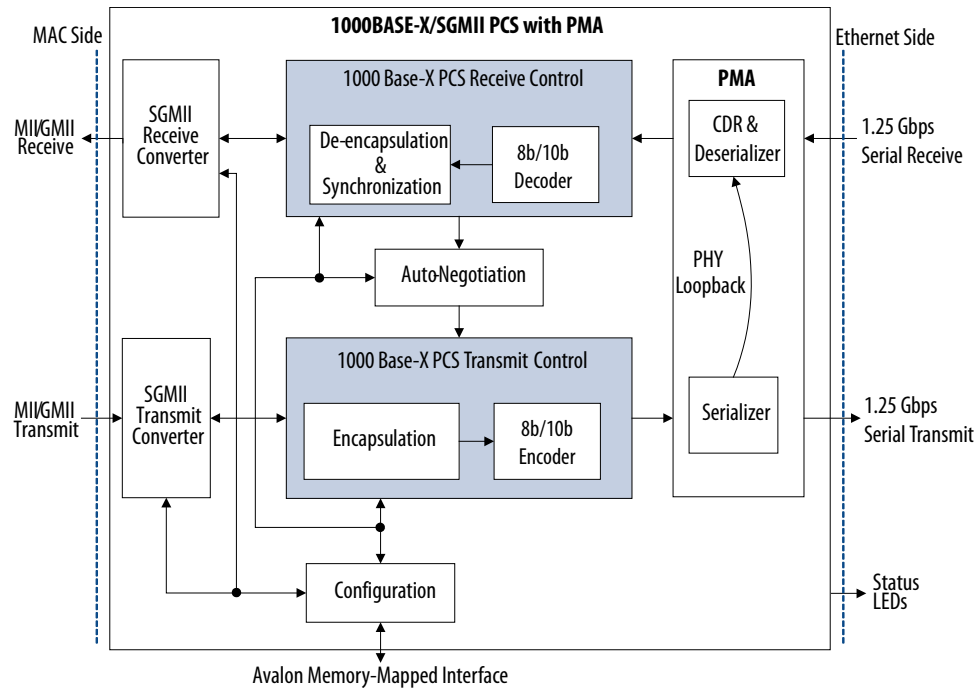 1000BASE-X/SGMII PCS with PMA
MAC Side
Ethernet Side
1000 Base-X PCS Receive Control
PMA
SGMII
Receive
Converter
MII/GMII
Receive
De-encapsulation
&
Synchronization
8b/10b
Decoder
CDR &
Deserializer
1.25 Gbps
Serial Receive
Auto-Negotiation
PHY
Loopback
1000 Base-X PCS Transmit Control
SGMII
Transmit
Converter
MII/GMII
Transmit
Encapsulation
8b/10b
Encoder
Serializer
1.25 Gbps
Serial Transmit
Configuration
Status
LEDs
Avalon Memory-Mapped Interface